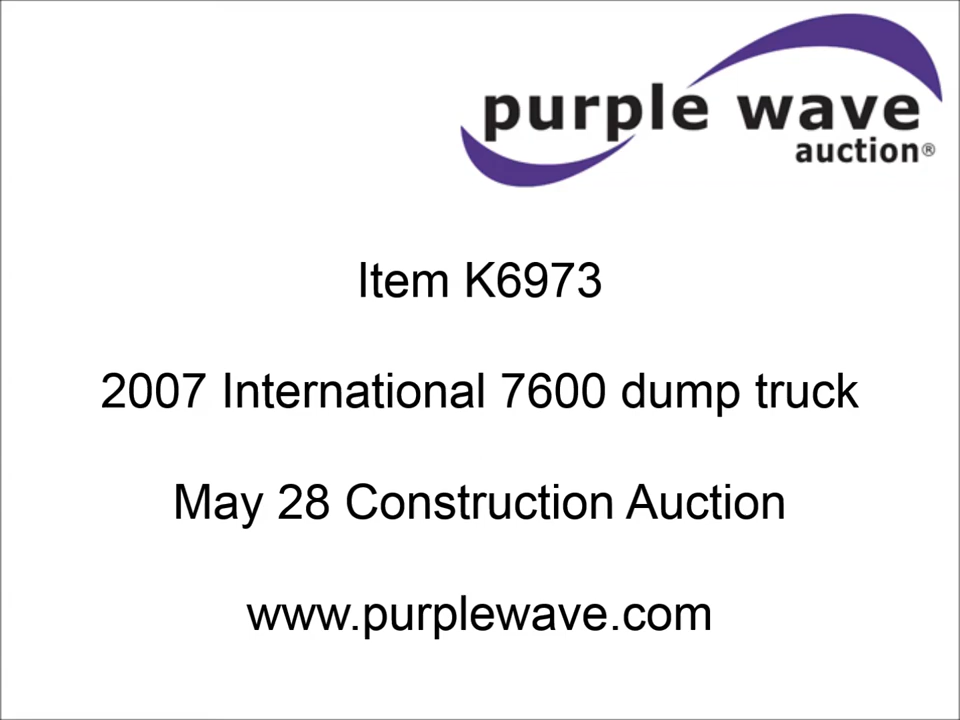 purple wave
auction®
Item K6973
2007 International 7600 dump truck
May 28 Construction Auction
www.purplewave.com